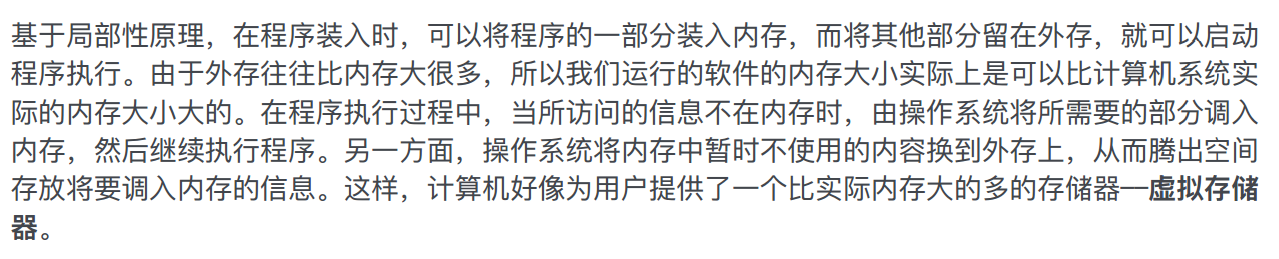 基于局部性原理，在程序装入时，可以将程序的一部分装入内存，而将其他部分留在外存，就可以启动
程序执行。由于外存往往比内存大很多，所以我们运行的软件的内存大小实际上是可以比计算机系统实
际的内存大小大的。在程序执行过程中，当所访问的信息不在内存时，由操作系统将所需要的部分调入
内存，然后继续执行程序。另一方面，操作系统将内存中暂时不使用的内容换到外存上，从而腾出空间
存放将要调入内存的信息。这样，计算机好像为用户提供了一个比实际内存大的多的存储器——虚拟存储
器。